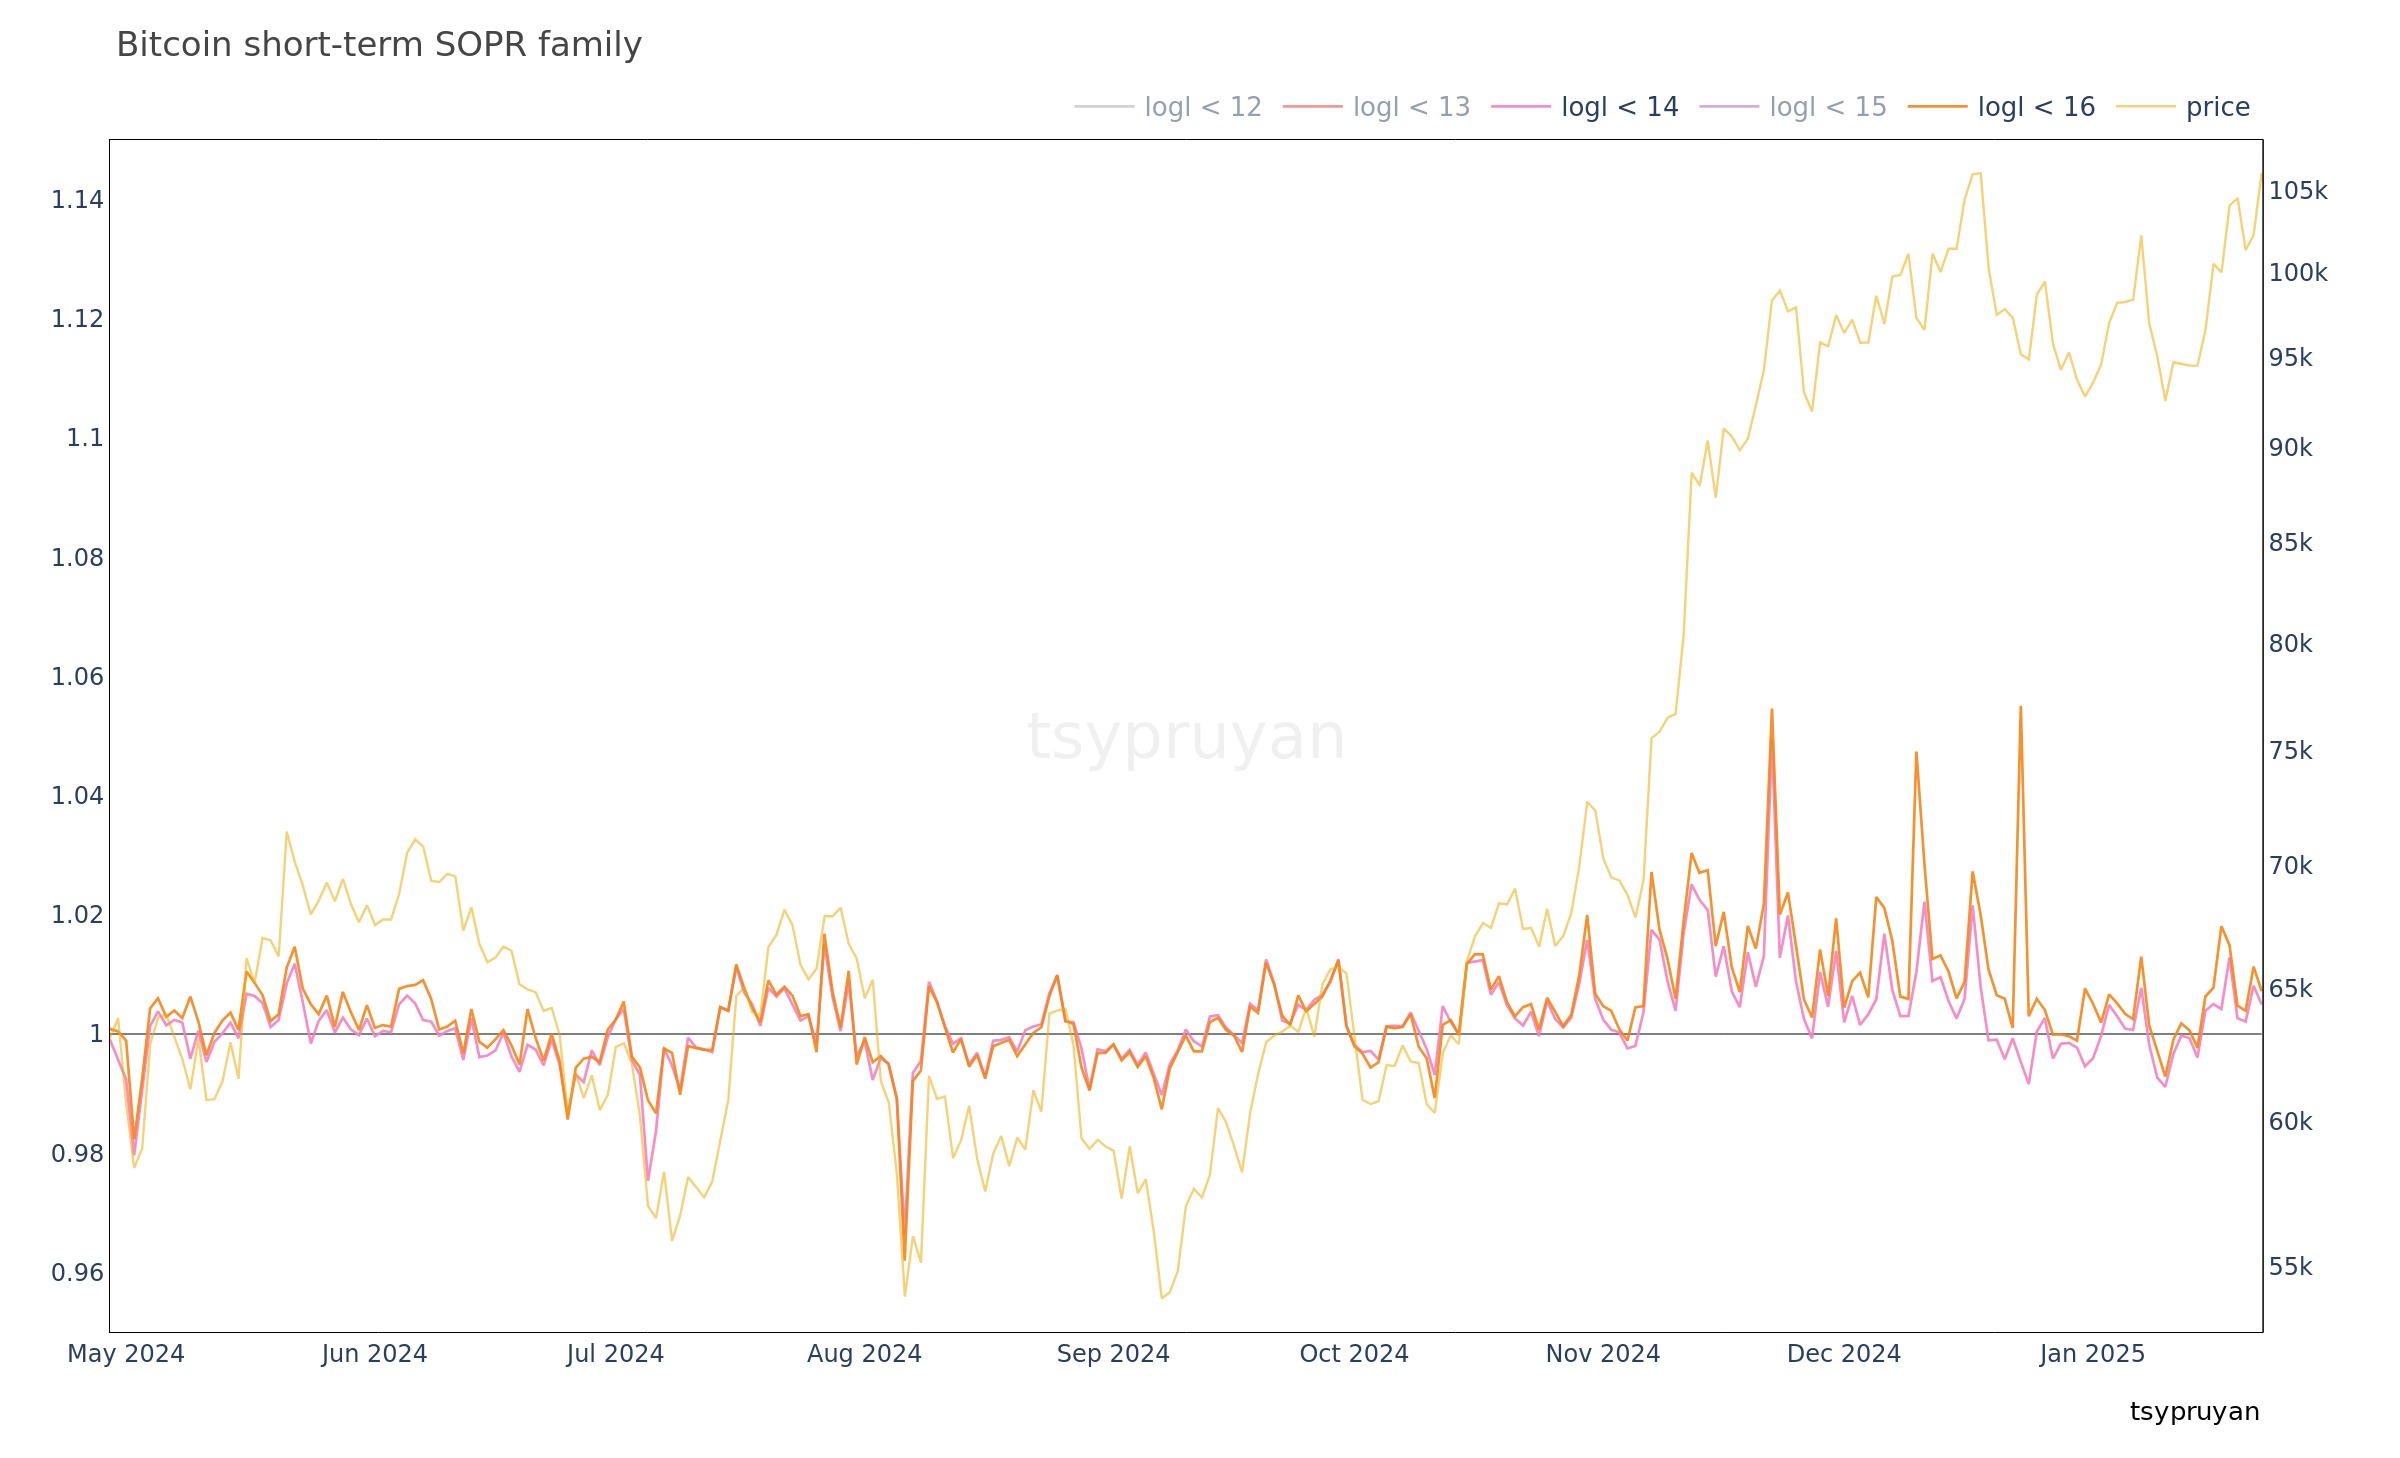 Bitcoin short-term SOPR family
logl < 12 logl < 13 logl < 14 logl < 15 logl < 16 price
1.14 105k
1.12 100k
1.1 95k
1.08 90k
1.06 85k
1.04 80k
1.02 75k
1 70k
0.98 65k
0.96 60k
55k
tsypruyan
May 2024 Jun 2024 Jul 2024 Aug 2024 Sep 2024 Oct 2024 Nov 2024 Dec 2024 Jan 2025
tsypruyan